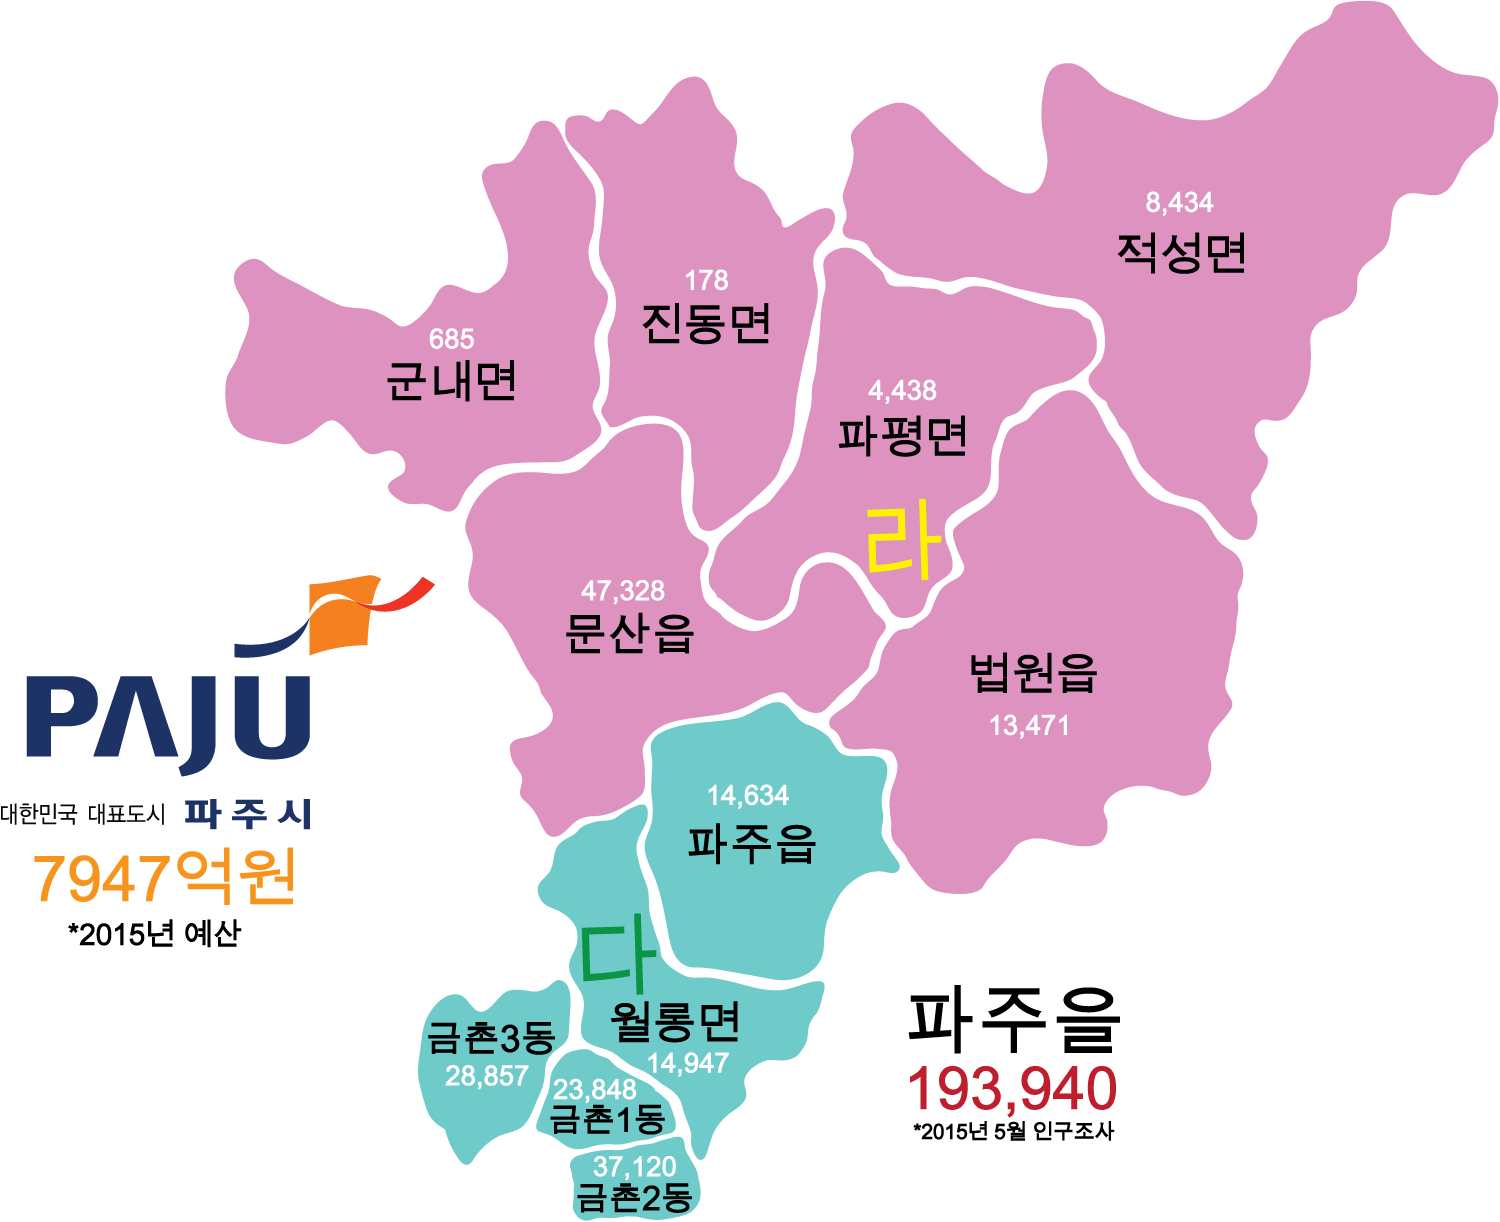 8,434
적성면
178
진동면
685
군내면
4,438
파평면
라
47,328
문산읍
법원읍
13,471
PAJU
대한민국 대표도시 파주시
7947억원
*2015년 예산
14,634
파주읍
다
월롱면
14,947
금촌3동
28,857
23,848
금촌1동
37,120
금촌2동
파주을
193,940
*2015년 5월 인구조사